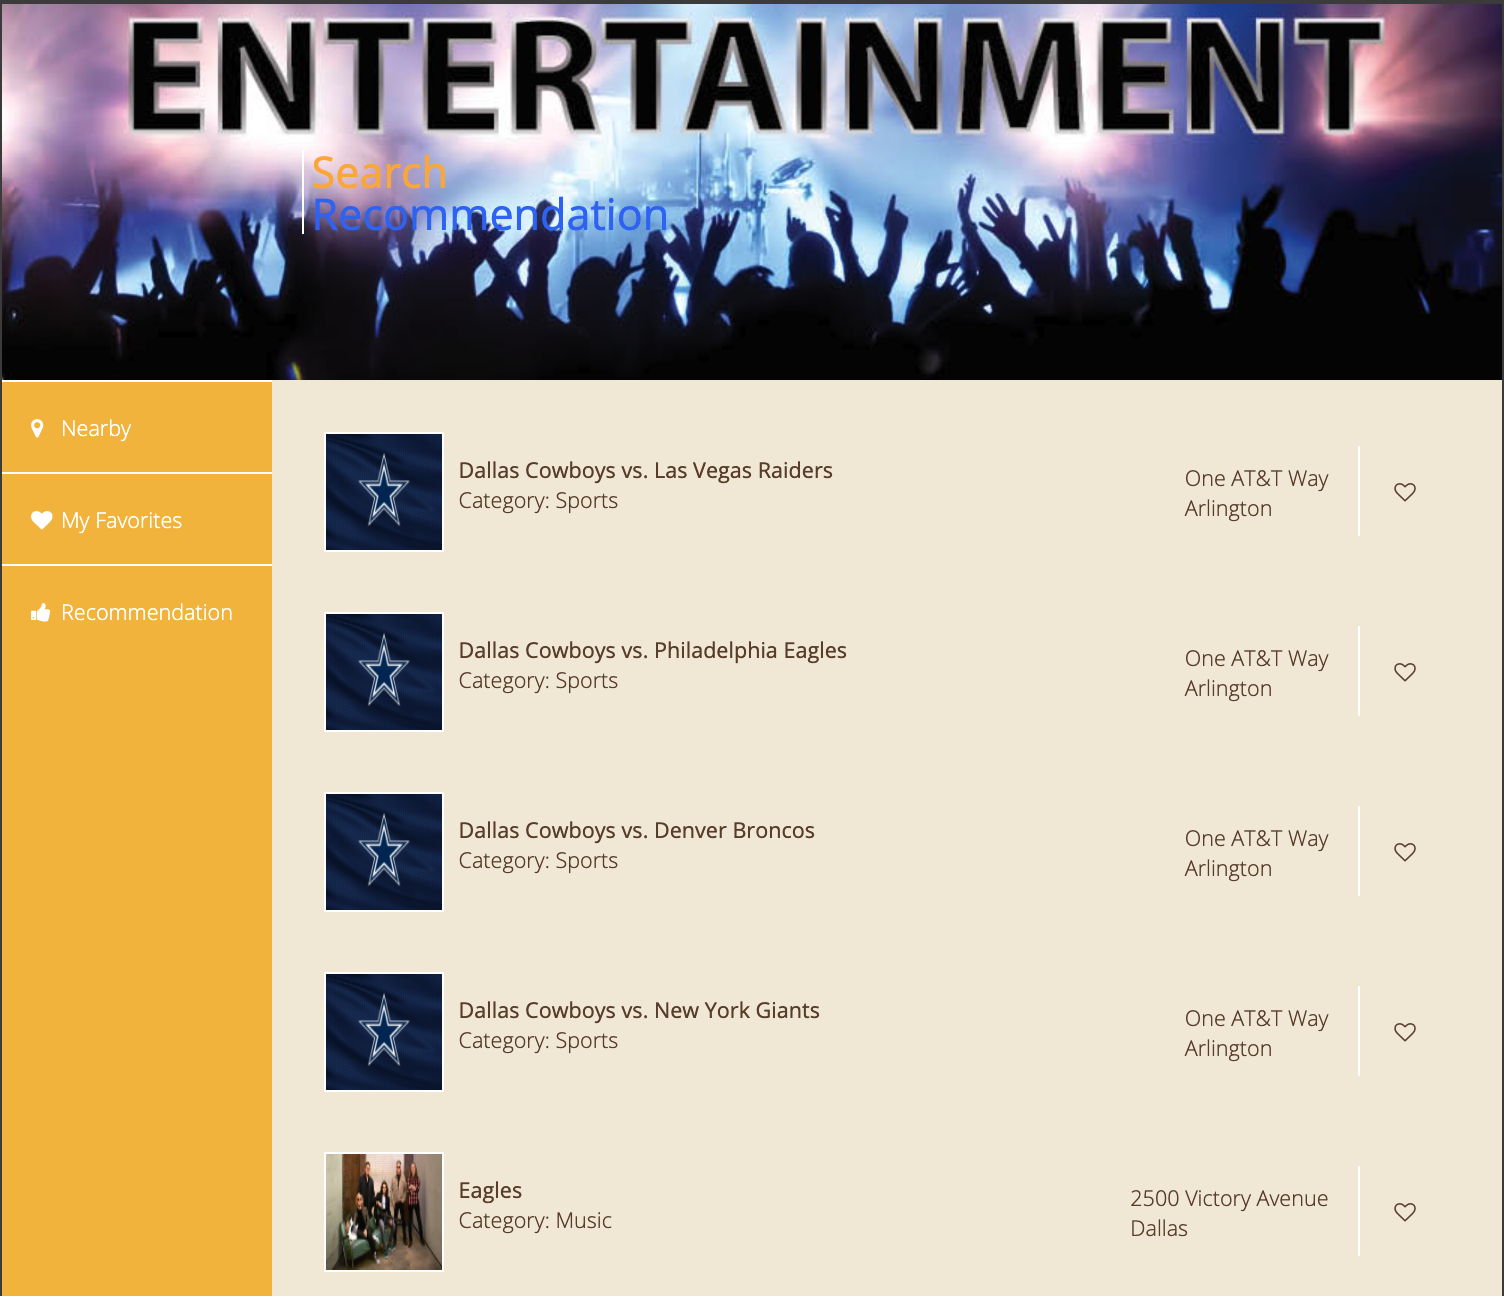 ENTERTAINMENT
Search
Recommendation
Nearby
My Favorites
Recommendation
Dallas Cowboys vs. Las Vegas Raiders
Category: Sports
One AT&T Way
Arlington
Dallas Cowboys vs. Philadelphia Eagles
Category: Sports
One AT&T Way
Arlington
Dallas Cowboys vs. Denver Broncos
Category: Sports
One AT&T Way
Arlington
Dallas Cowboys vs. New York Giants
Category: Sports
One AT&T Way
Arlington
Eagles
Category: Music
2500 Victory Avenue
Dallas